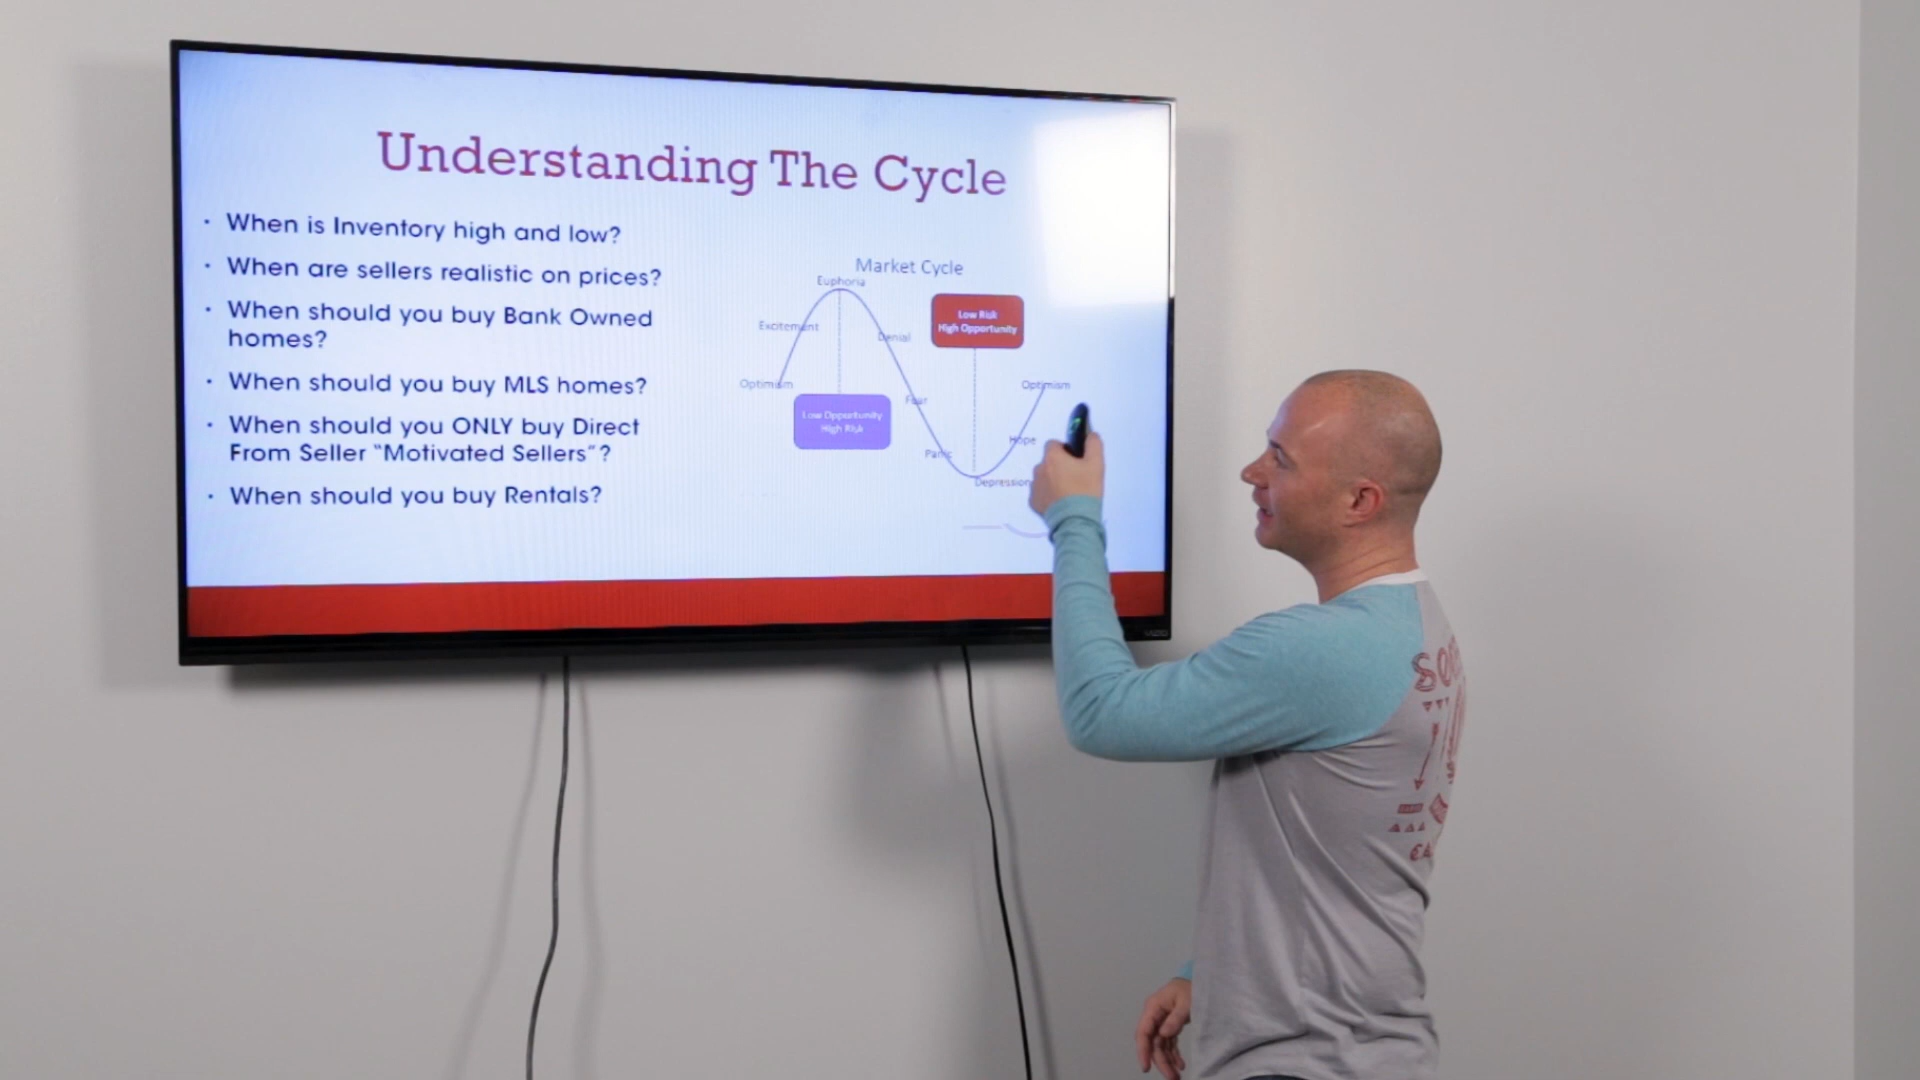 Understanding The Cycle
· When is Inventory high and low?
· When are sellers realistic on prices?
· When should you buy Bank Owned
homes?
· When should you buy MLS homes?
· When should you ONLY buy Direct
From Seller "Motivated Sellers"?
· When should you buy Rentals?
Market Cycle
Euphoria
Low Risk
High Opportunity
Excitement
Denial
Optimism
Optimism
Fear
Low Opportunity
High Risk
Hope
Panic
Depression
VIZIO